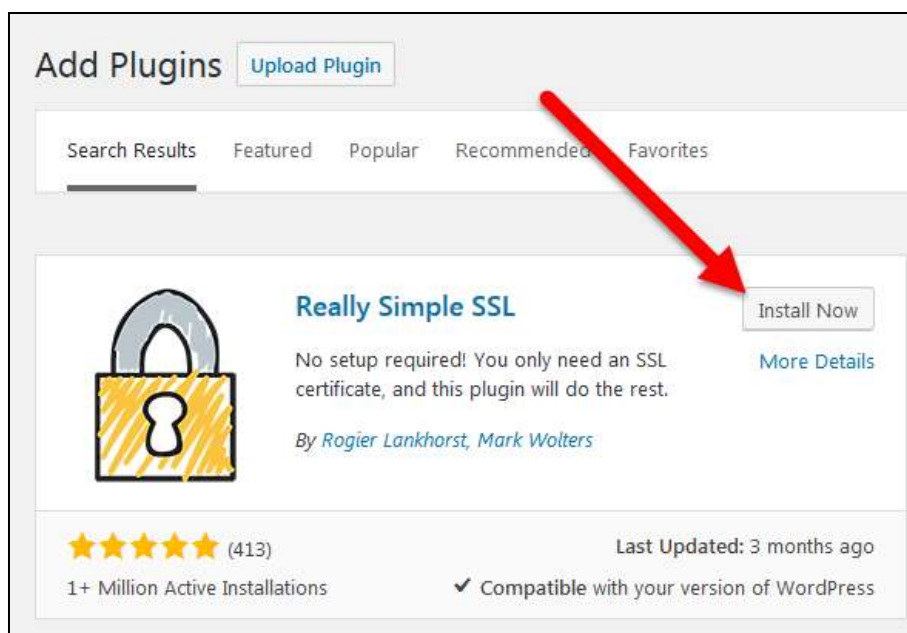 Add Plugins Upload Plugin
Search Results Featured Popular Recommended Favorites
Really Simple SSL
Install Now
No setup required! You only need an SSL
certificate, and this plugin will do the rest.
More Details
By Rogier Lankhorst, Mark Wolters
(413)
Last Updated: 3 months ago
1+ Million Active Installations
✔ Compatible with your version of WordPress